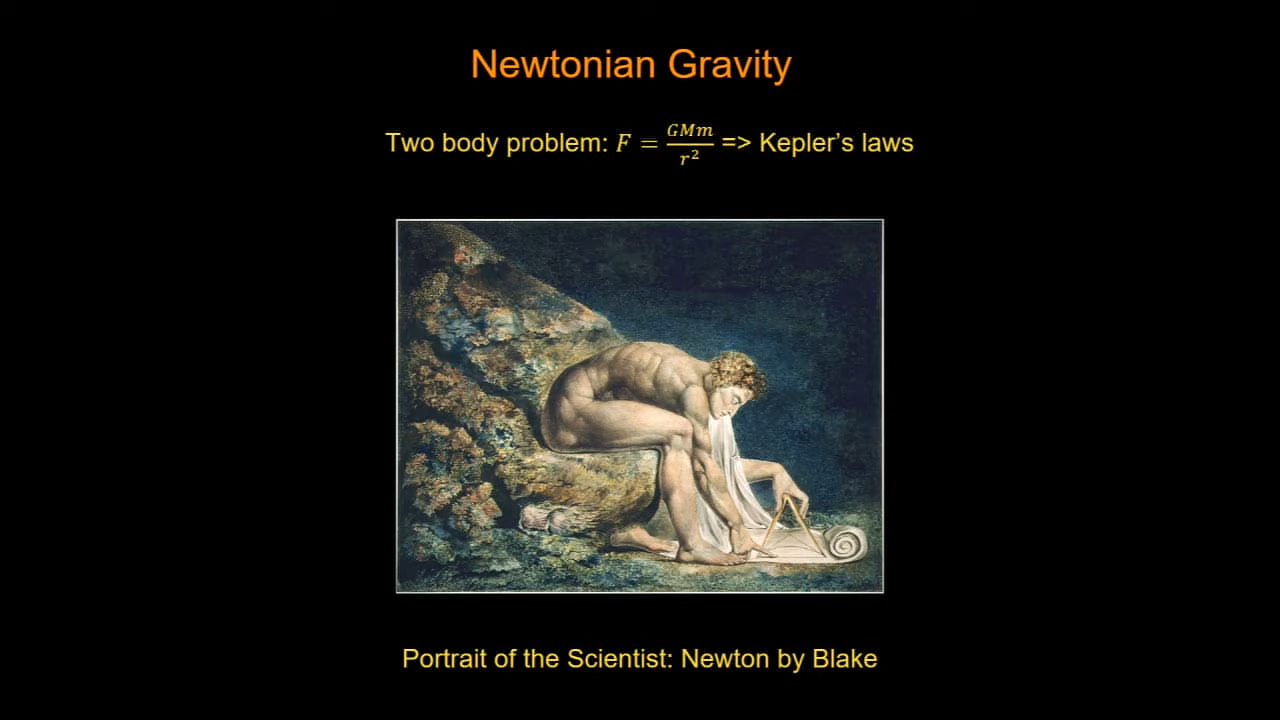 Newtonian Gravity
Two body problem: F = GMm/r² => Kepler's laws
Portrait of the Scientist: Newton by Blake